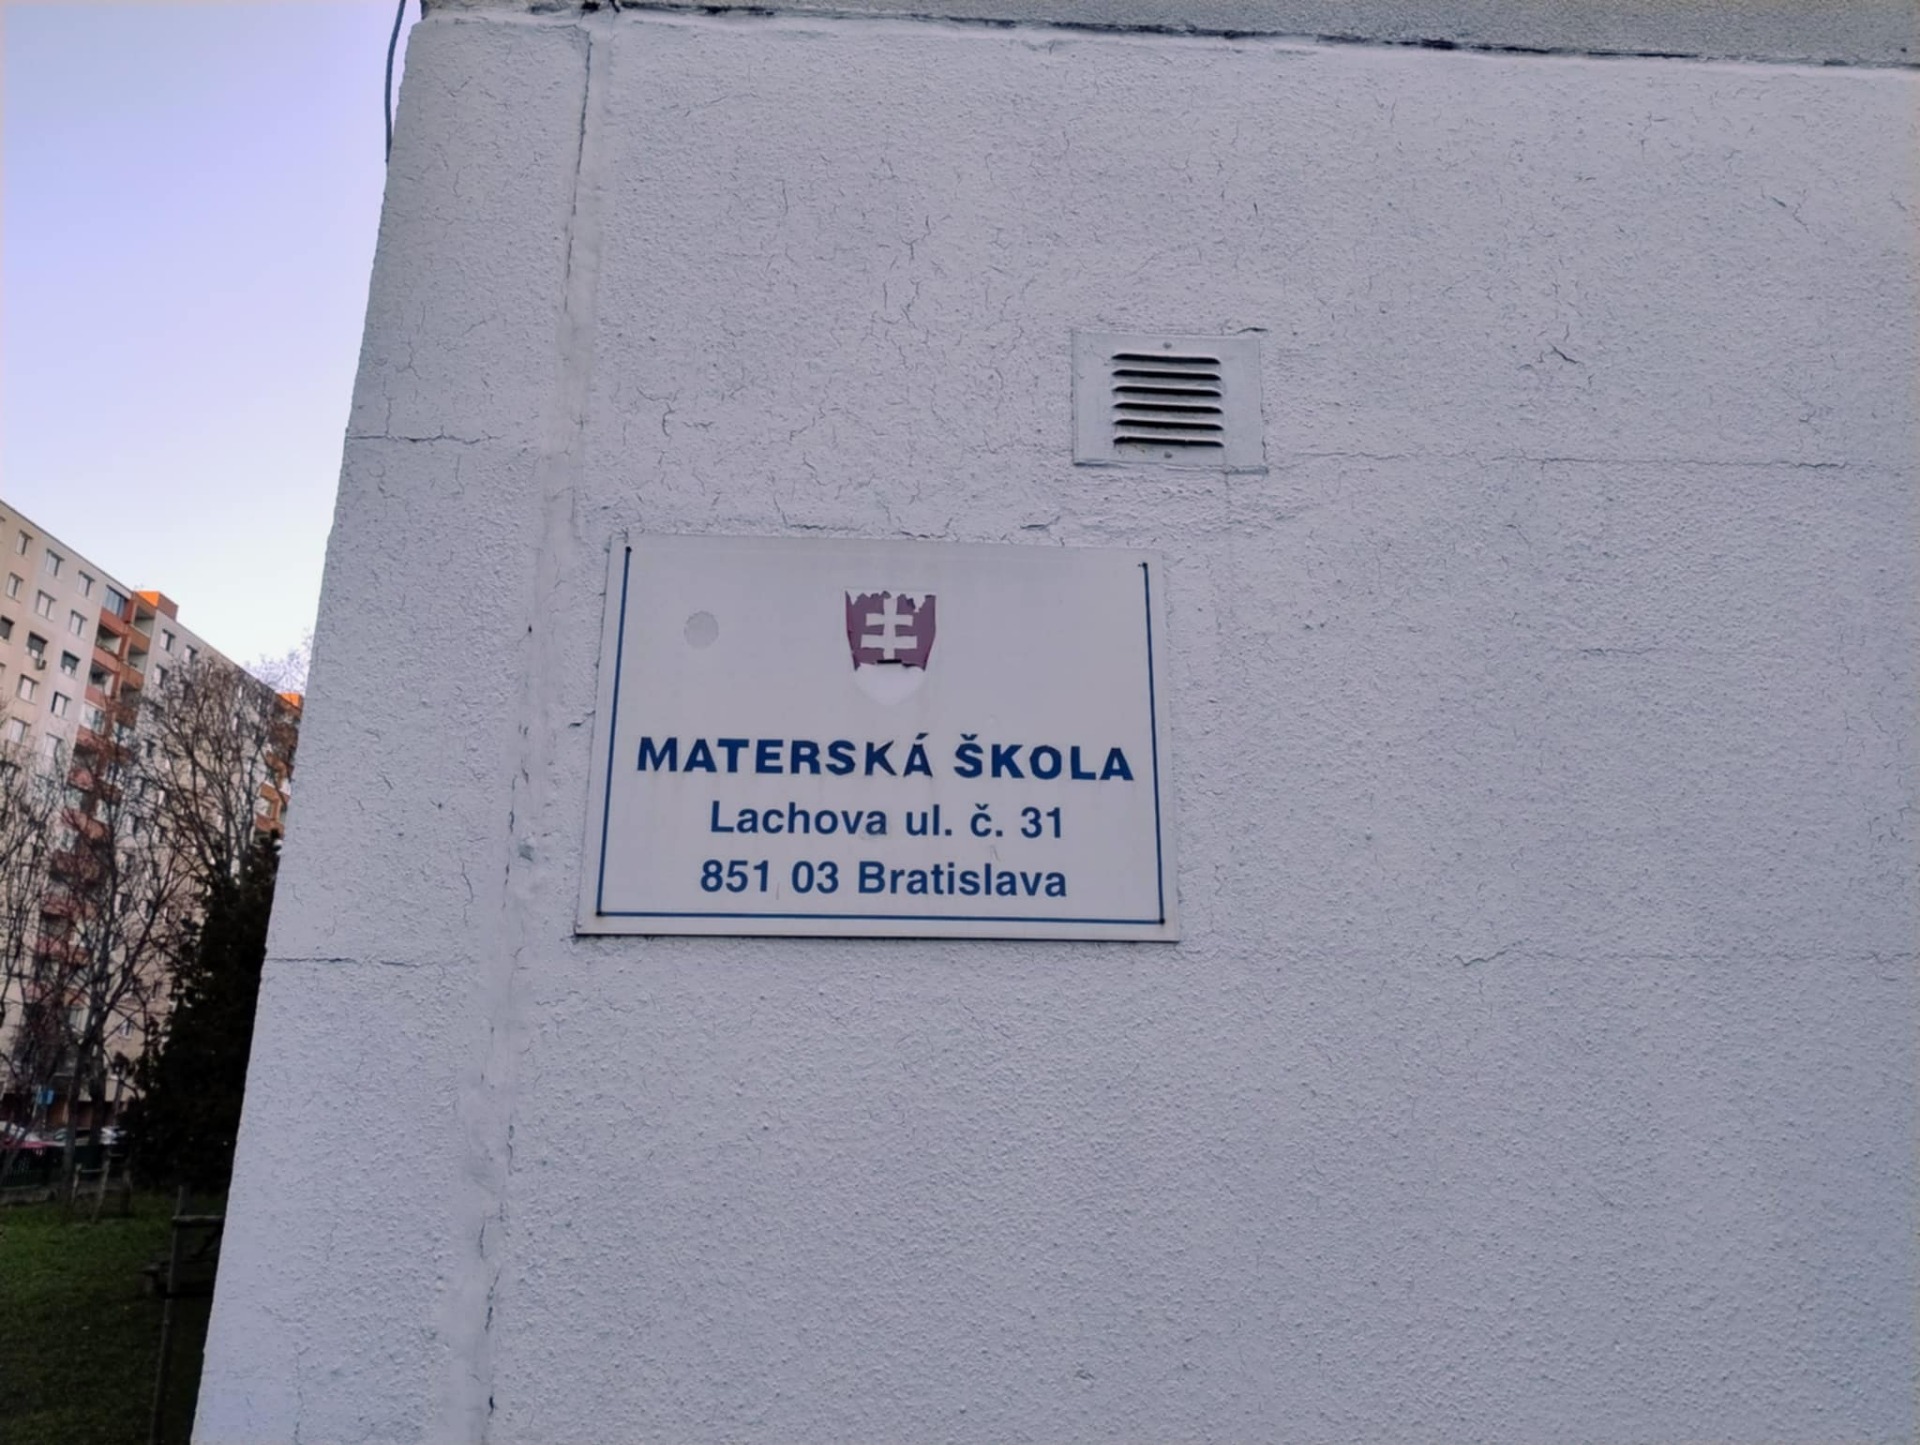 MATERSKÁ ŠKOLA
Lachova ul. č. 31
851 03 Bratislava